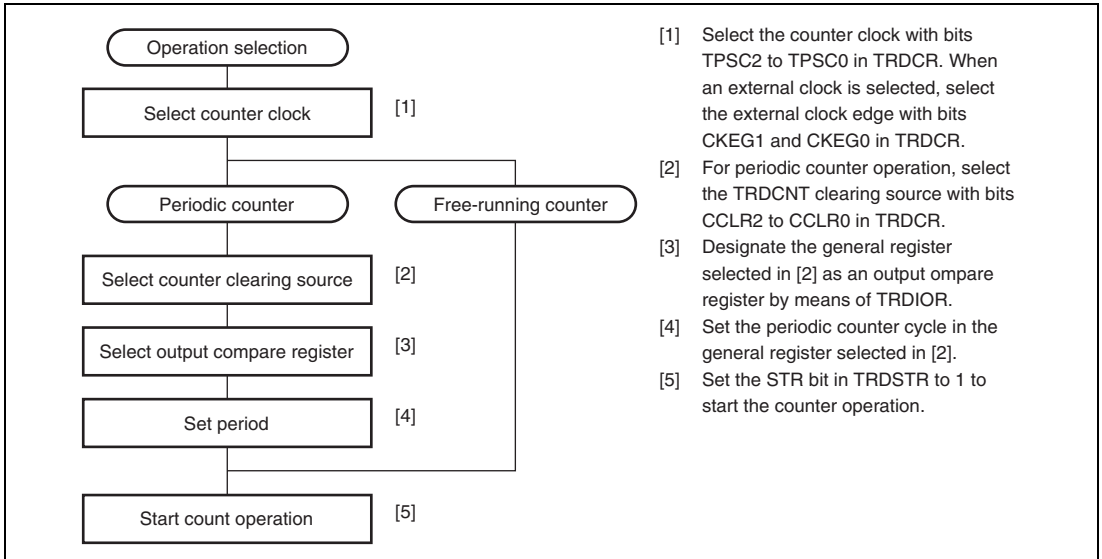 Operation selection
Select counter clock
[1]
Periodic counter
Free-running counter
Select counter clearing source
[2]
Select output compare register
[3]
Set period
[4]
Start count operation
[5]
[1] Select the counter clock with bits
TPSC2 to TPSC0 in TRDCR. When
an external clock is selected, select
the external clock edge with bits
CKEG1 and CKEG0 in TRDCR.
[2] For periodic counter operation, select
the TRDCNT clearing source with bits
CCLR2 to CCLR0 in TRDCR.
[3] Designate the general register
selected in [2] as an output ompare
register by means of TRDIOR.
[4] Set the periodic counter cycle in the
general register selected in [2].
[5] Set the STR bit in TRDSTR to 1 to
start the counter operation.